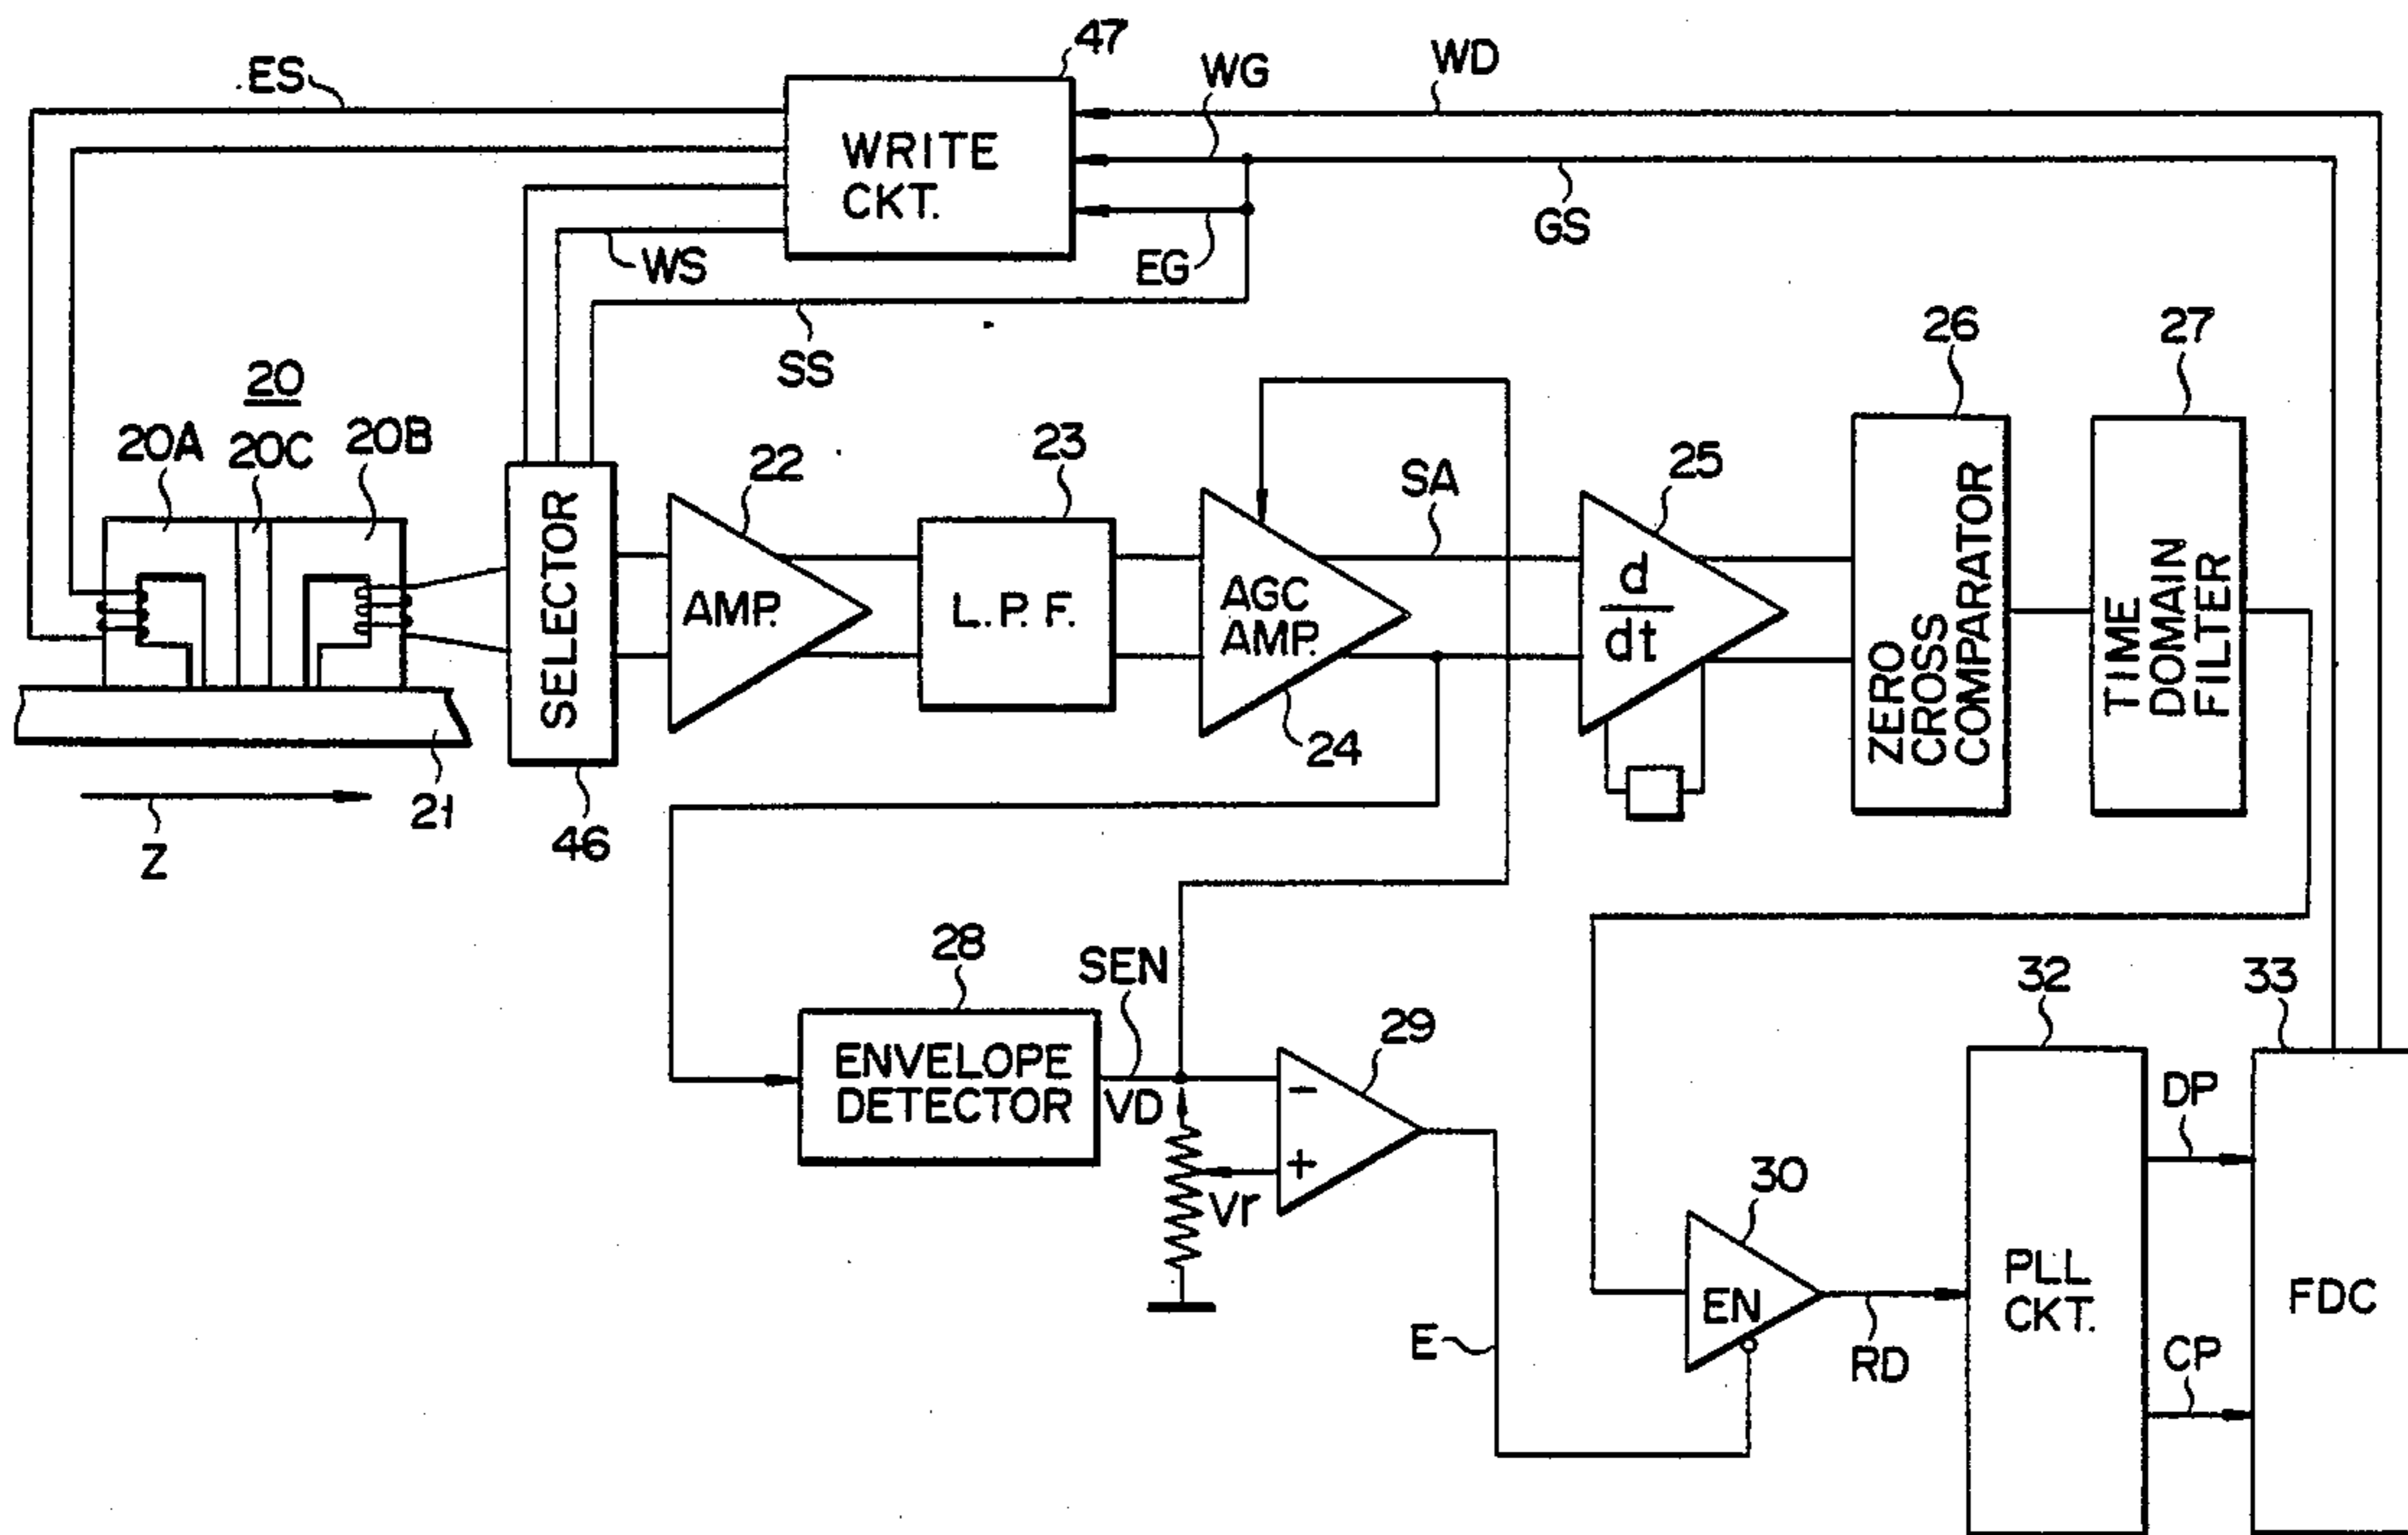 47
ES
WG
WD
WRITE
CKT.
WS
EG
GS
SS
20
26
27
20A
20C
20B
22
23
SA
25
SELECTOR
AMP.
L.P.F.
AGC
AMP.
d
dt
ZERO
CROSS
COMPARATOR
TIME
DOMAIN
FILTER
24
Z
21
46
28
SEN
29
32
33
ENVELOPE
DETECTOR
VD
−
+
Vr
DP
30
EN
PLL
CKT.
FDC
E
RD
CP